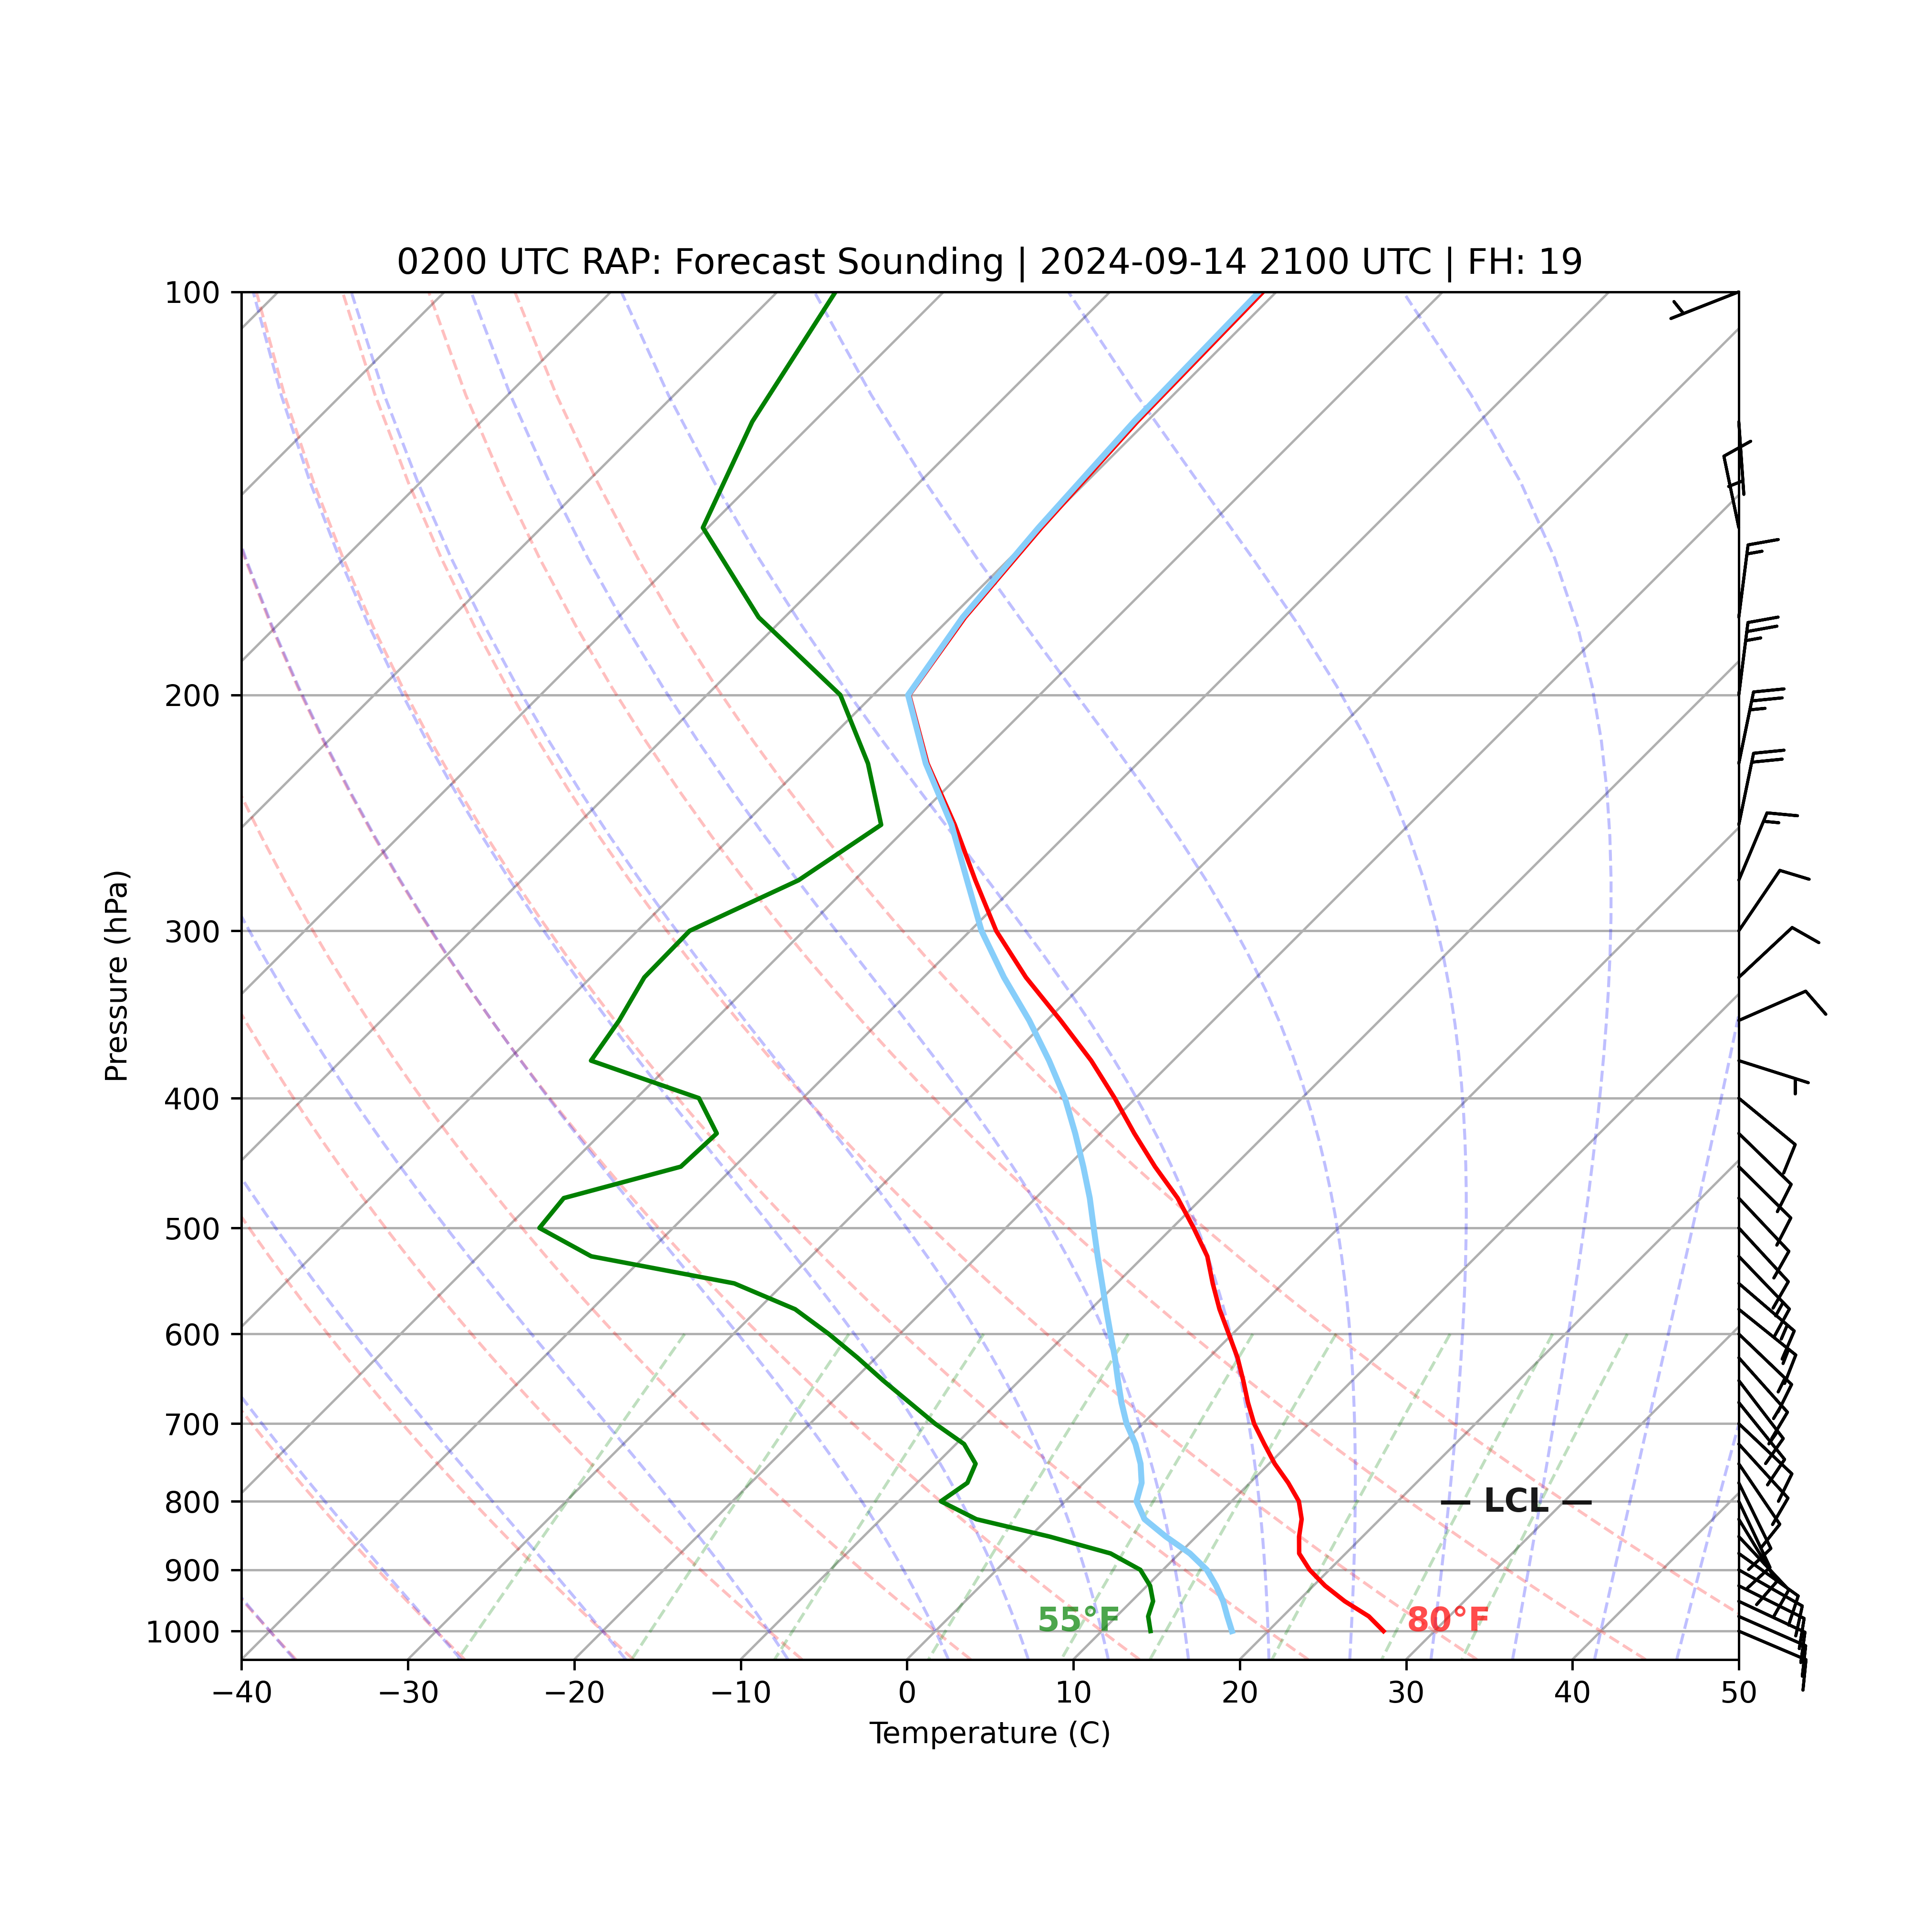 0200 UTC RAP: Forecast Sounding | 2024-09-14 2100 UTC | FH: 19
100
200
300
400
500
600
700
800
900
1000
Pressure (hPa)
— LCL —
55°F
80°F
−40 −30 −20 −10 0 10 20 30 40 50
Temperature (C)